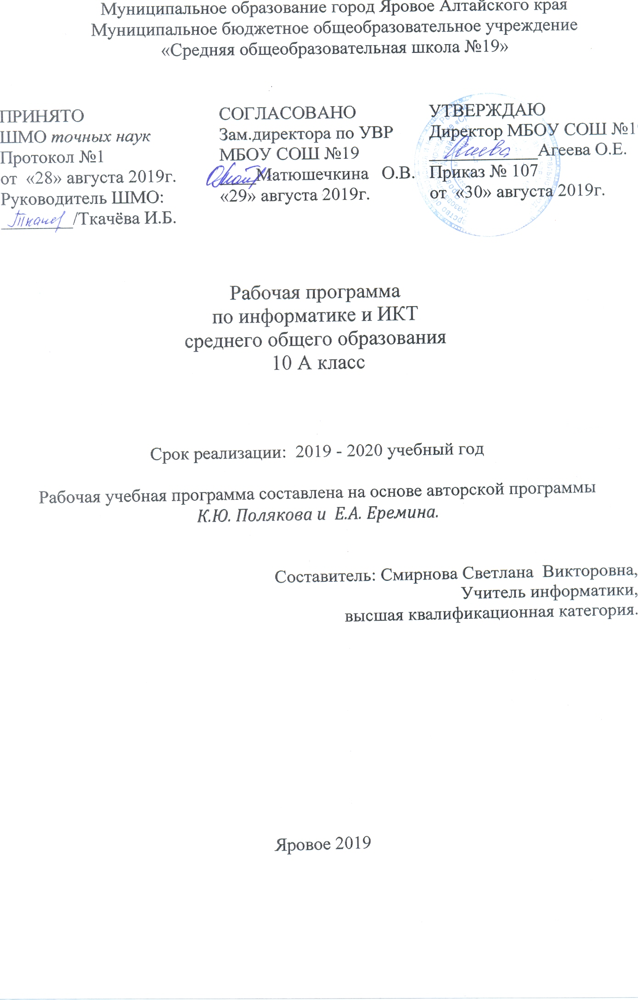 Муниципальное образование город Яровое Алтайского края
Муниципальное бюджетное общеобразовательное учреждение
«Средняя общеобразовательная школа №19»
ПРИНЯТО
ШМО точных наук
Протокол №1
от «28» августа 2019г.
Руководитель ШМО:
/Ткачёва И.Б.
СОГЛАСОВАНО
Зам.директора по УВР
МБОУ СОШ №19
Матюшечкина О.В.
«29» августа 2019г.
УТВЕРЖДАЮ
Директор МБОУ СОШ №19
Агеева О.Е.
Приказ № 107
от «30» августа 2019г.
Рабочая программа
по информатике и ИКТ
среднего общего образования
10 А класс
Срок реализации: 2019 - 2020 учебный год
Рабочая учебная программа составлена на основе авторской программы
К.Ю. Полякова и Е.А. Еремина.
Составитель: Смирнова Светлана Викторовна,
Учитель информатики,
высшая квалификационная категория.
Яровое 2019